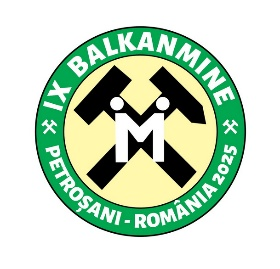 IX BALKANMINE
M
PETROȘANI - ROMÂNIA 2025